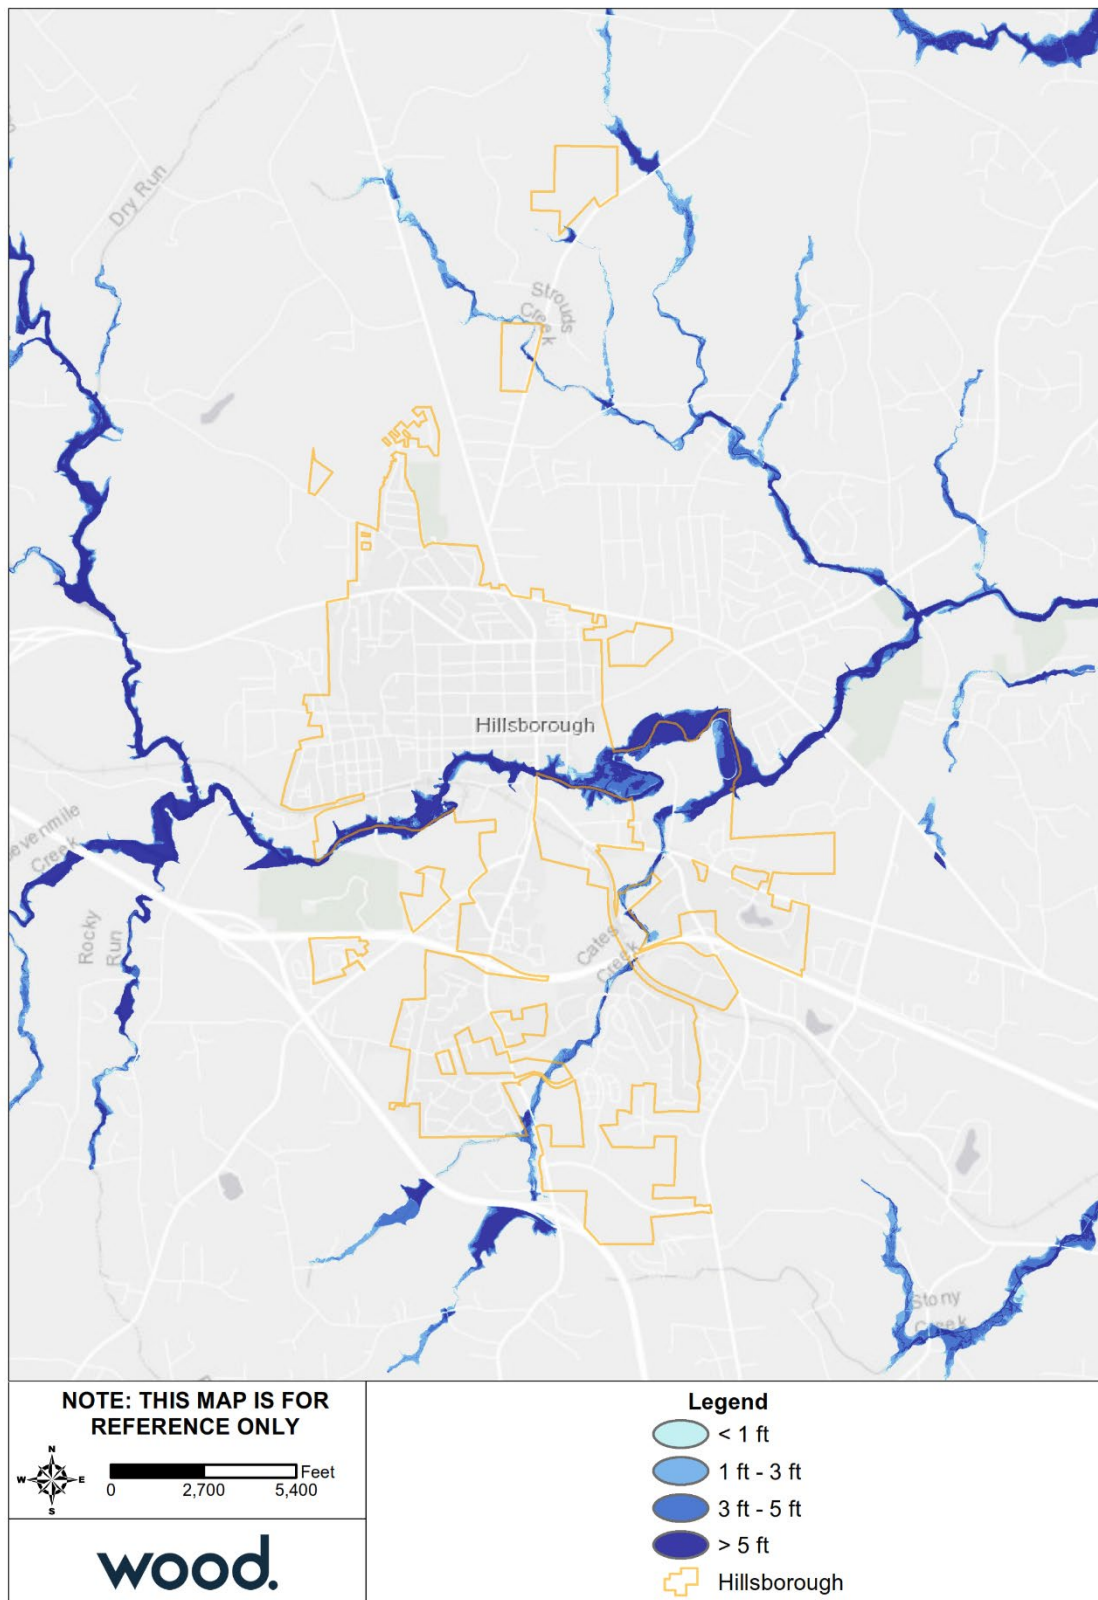 Dry Run
Strouds
Creek
Hillsborough
evenmile
Creek
Rocky
Run
Cates
Creek
Stony
Creek
NOTE: THIS MAP IS FOR
REFERENCE ONLY
N
W E
S
Feet
0 2,700 5,400
wood.
Legend
< 1 ft
1 ft - 3 ft
3 ft - 5 ft
> 5 ft
Hillsborough